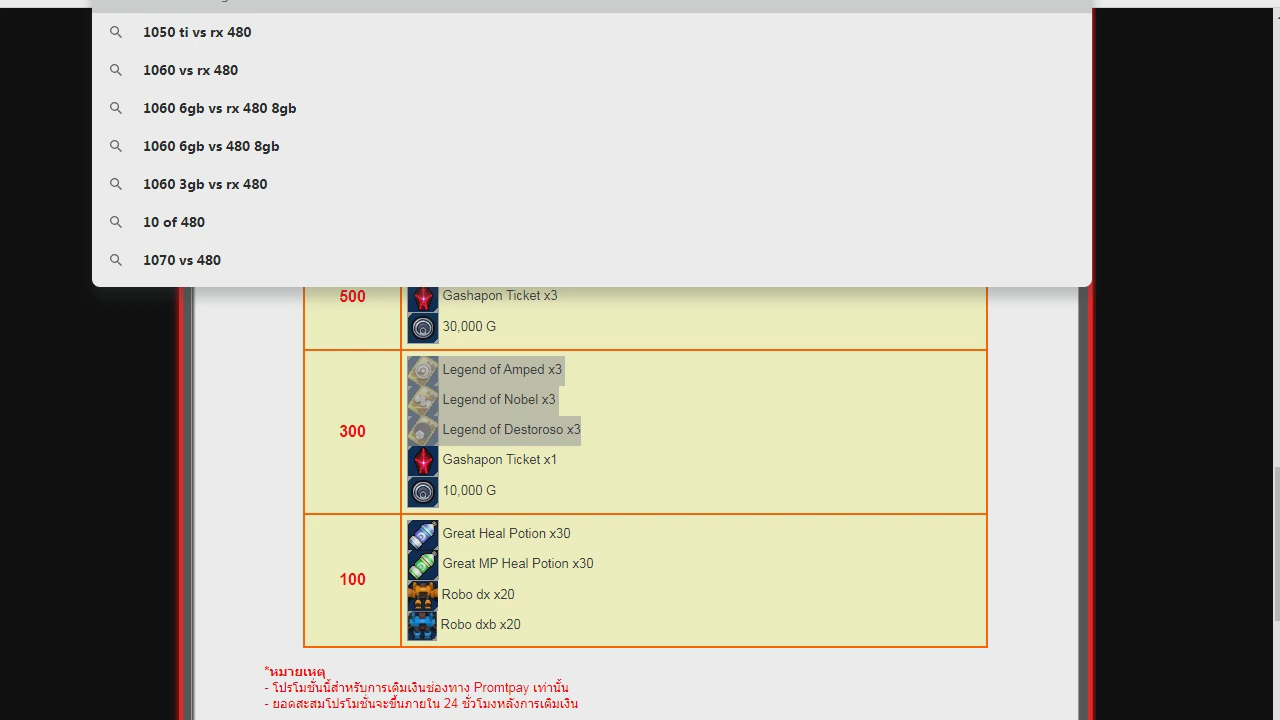 1050 ti vs rx 480
1060 vs rx 480
1060 6gb vs rx 480 8gb
1060 6gb vs 480 8gb
1060 3gb vs rx 480
10 of 480
1070 vs 480
500
Gashapon Ticket x3
30,000 G
300
Legend of Amped x3
Legend of Nobel x3
Legend of Destoroso x3
Gashapon Ticket x1
10,000 G
100
Great Heal Potion x30
Great MP Heal Potion x30
Robo dx x20
Robo dxb x20
*หมายเหตุ
- โปรโมชั่นนี้สำหรับการเติมเงินช่องทาง Promtpay เท่านั้น
- ยอดสะสมโปรโมชั่นจะขึ้นภายใน 24 ชั่วโมงหลังการเติมเงิน